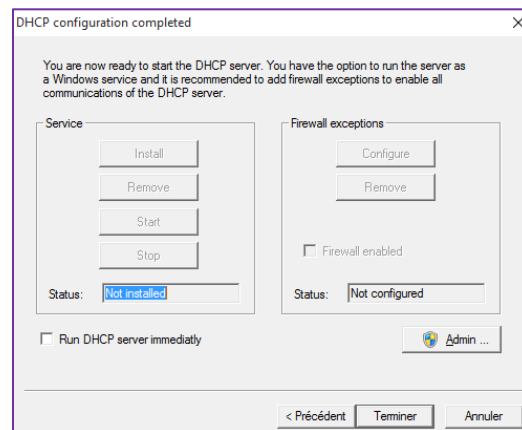 DHCP configuration completed
You are now ready to start the DHCP server. You have the option to run the server as
a Windows service and it is recommended to add firewall exceptions to enable all
communications of the DHCP server.
Service
Install
Remove
Start
Stop
Status: Not installed
Firewall exceptions
Configure
Remove
Firewall enabled
Status: Not configured
Run DHCP server immediatly
Admin ...
< Précédent Terminer Annuler